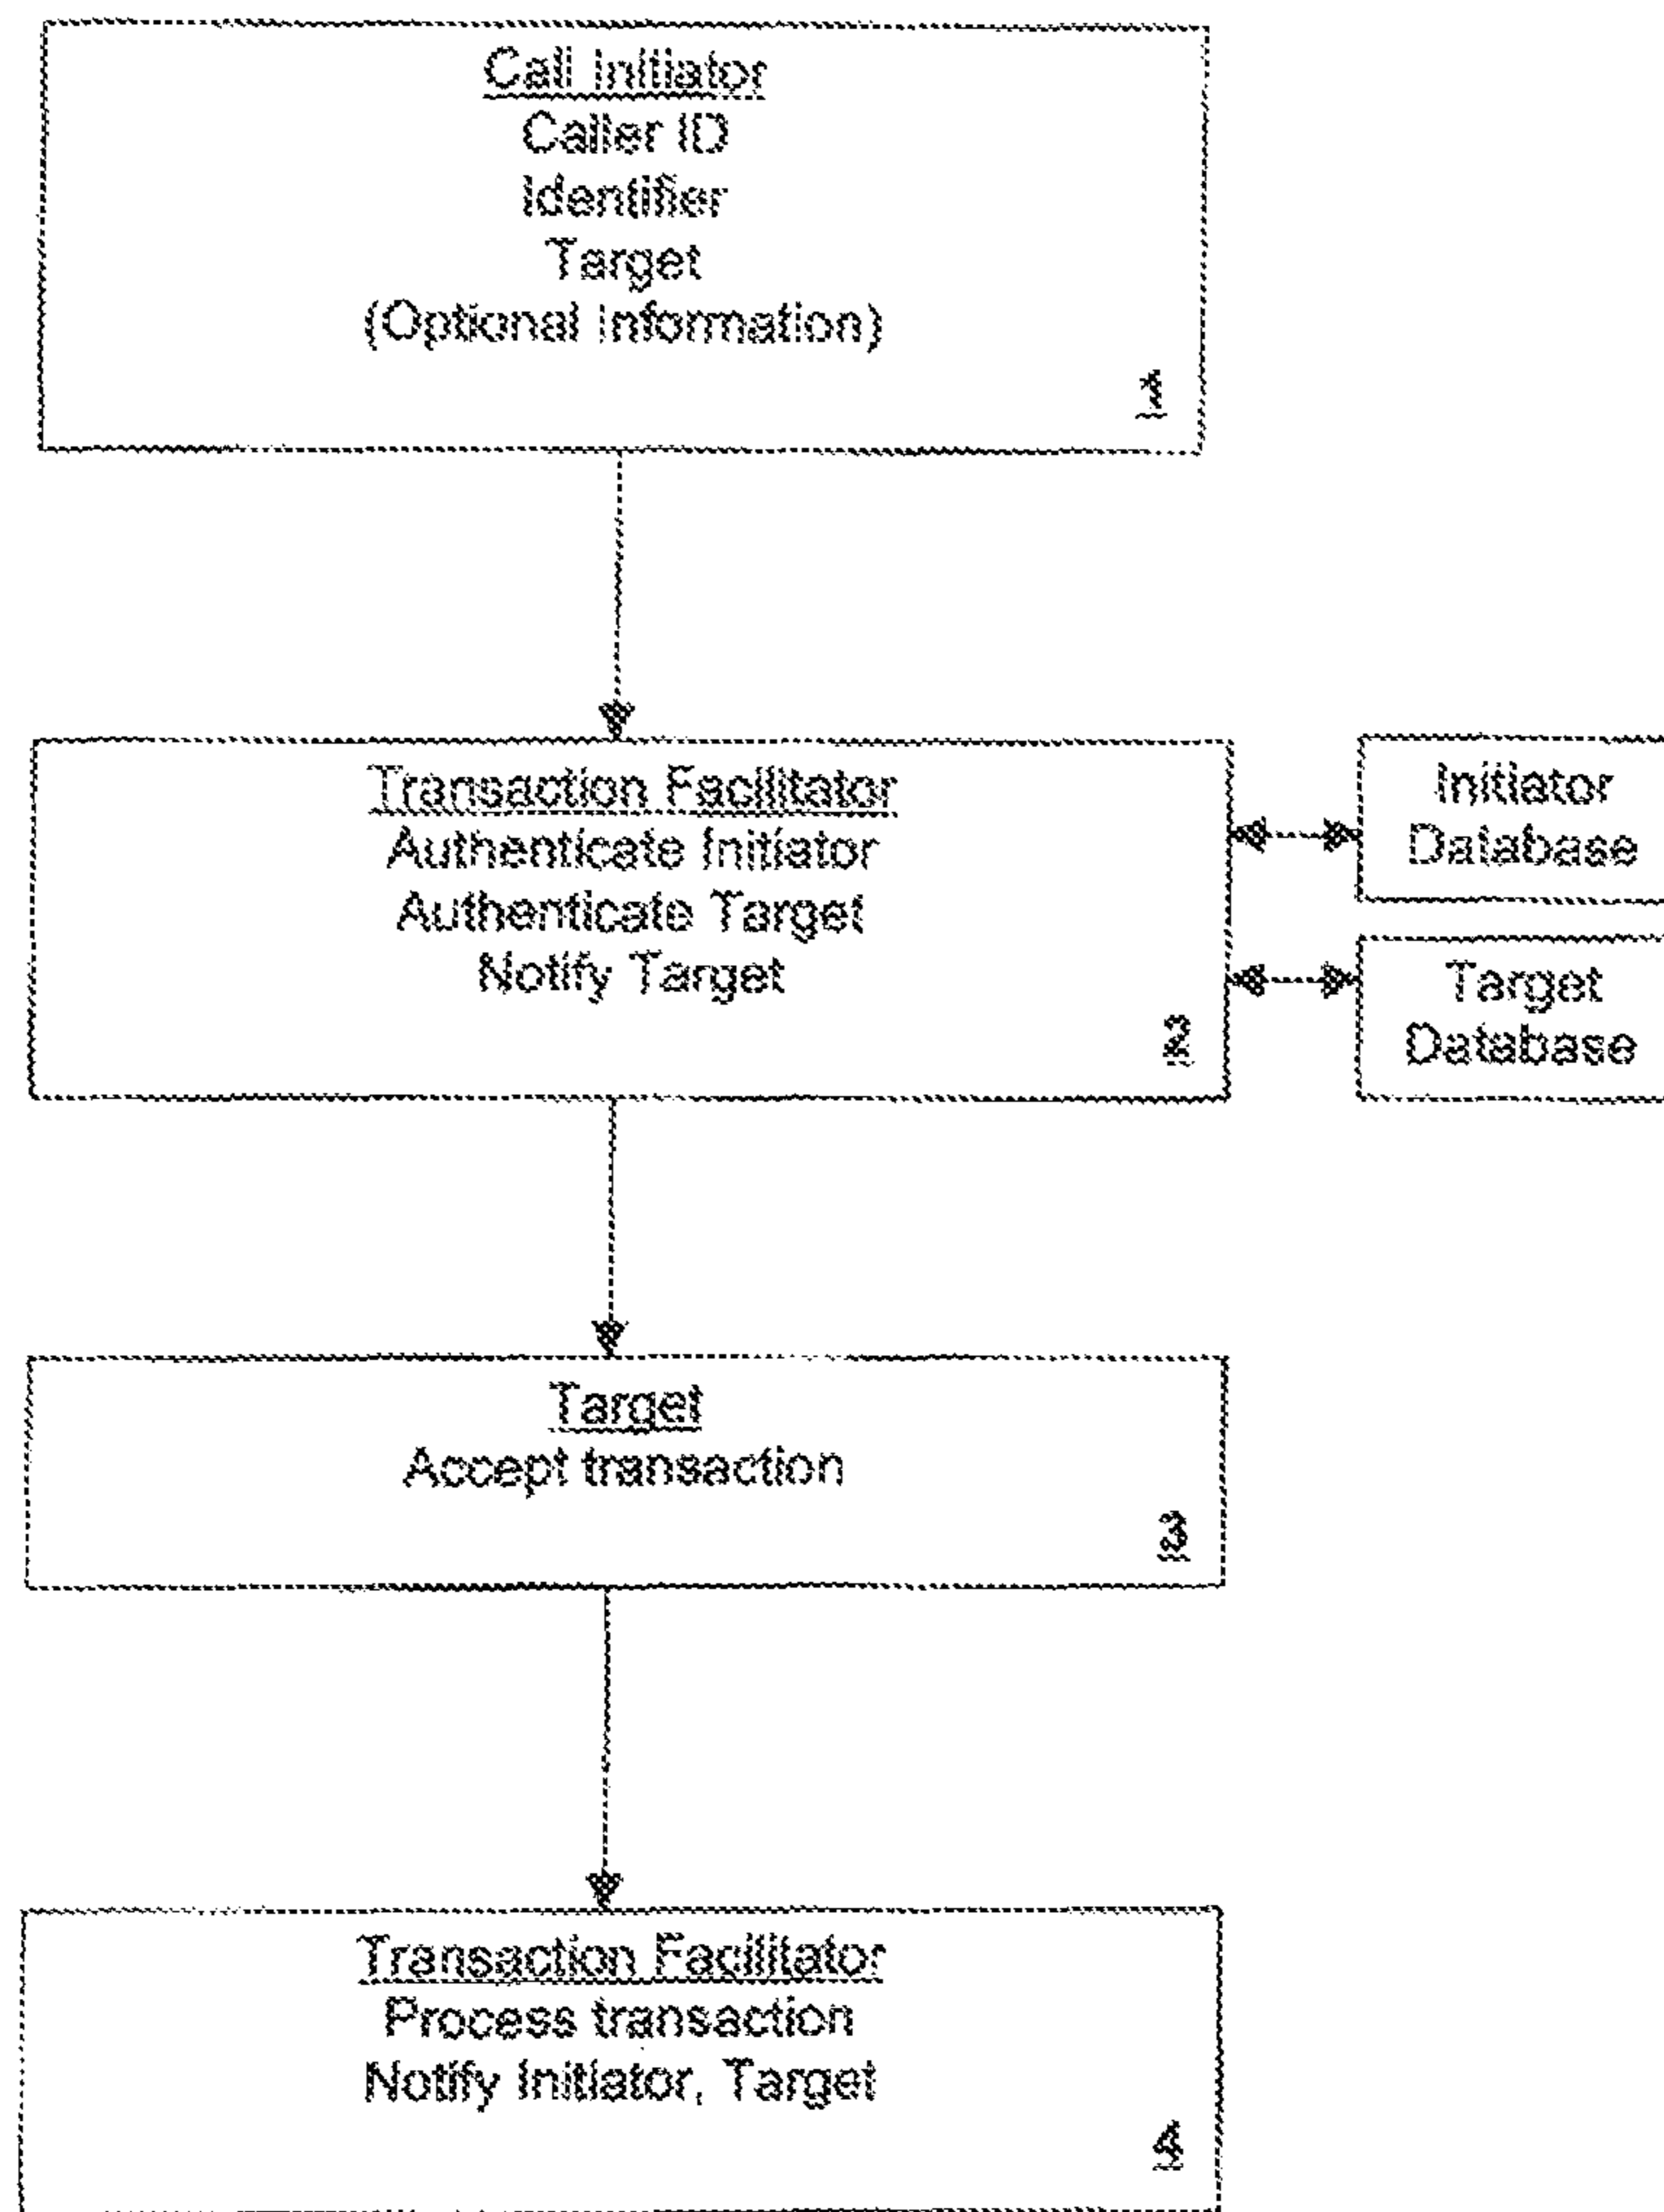 Call Initiator
Caller ID
Identifier
Target
(Optional Information)
1
Transaction Facilitator
Authenticate Initiator
Authenticate Target
Notify Target
2
Initiator
Database
Target
Database
Target
Accept transaction
3
Transaction Facilitator
Process transaction
Notify Initiator, Target
4